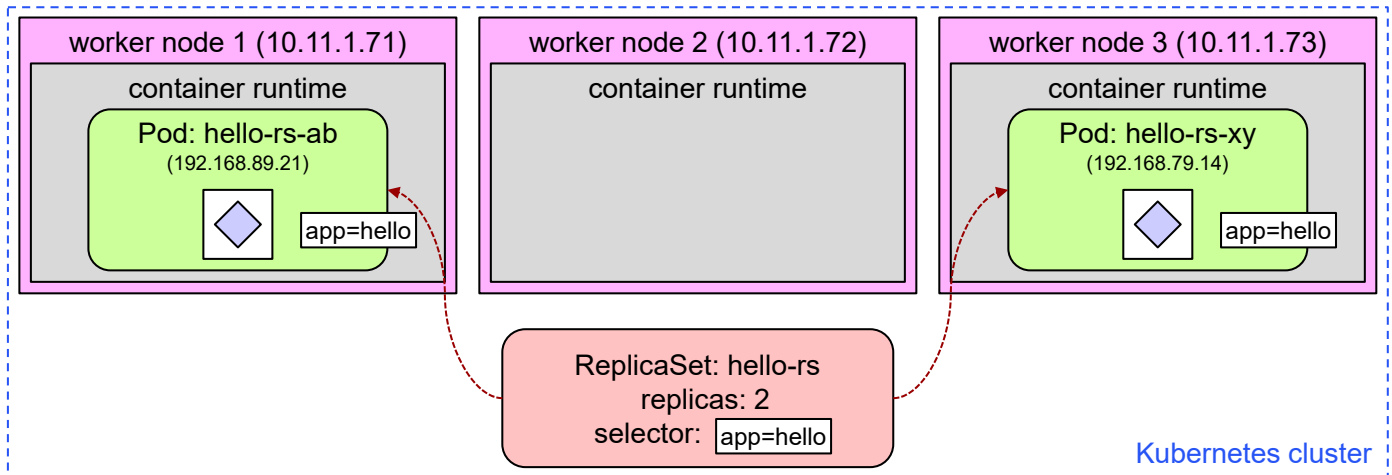 worker node 1 (10.11.1.71)
container runtime
Pod: hello-rs-ab
(192.168.89.21)
app=hello
worker node 2 (10.11.1.72)
container runtime
worker node 3 (10.11.1.73)
container runtime
Pod: hello-rs-xy
(192.168.79.14)
app=hello
ReplicaSet: hello-rs
replicas: 2
selector: app=hello
Kubernetes cluster